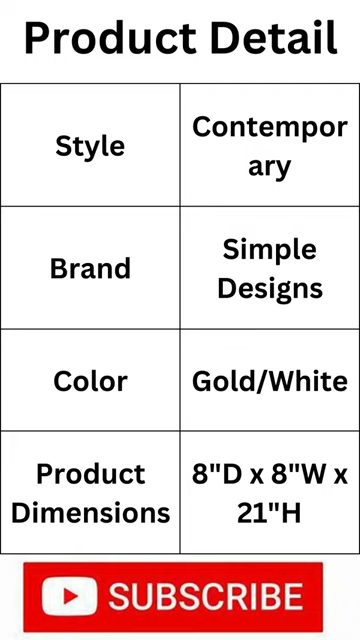 Product Detail
Style
Contempor
ary
Brand
Simple
Designs
Color
Gold/White
Product
Dimensions
8"D x 8"W x
21"H
SUBSCRIBE